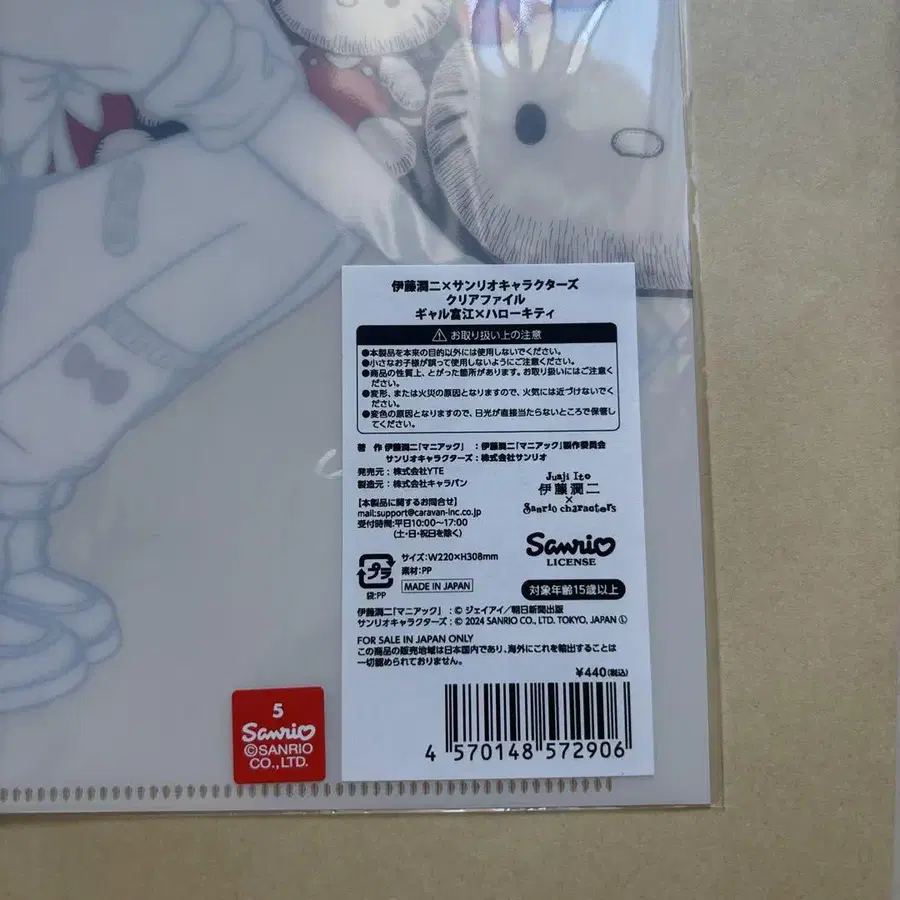 伊藤潤二×サンリオキャラクターズ
クリアファイル
ギャル富江×ハローキティ
お取り扱い上の注意
●本製品を本来の目的以外には使用しないでください。
●小さなお子様が誤って使用しないようにご注意ください。
●商品の性質上、とがった箇所があります。お取り扱いにはご注意く
ださい。
●変形、または火災の原因となりますので、火気には近づけないでく
ださい。
●変色の原因となりますので、日光が直接当たらないところで保管し
てください。
著 作 伊藤潤二「マニアック」 : 伊藤潤二「マニアック」製作委員会
サンリオキャラクターズ : 株式会社サンリオ
発売元 : 株式会社YTE
製造元 : 株式会社キャラバン
【本製品に関するお問合せ】
mail:support@caravan-inc.co.jp
受付時間:平日10:00~17:00
(土・日・祝日を除く)
Junji Ito
伊藤潤二
×
Sanrio characters
Sanrio
LICENSE
対象年齢15歳以上
プラ
袋:PP
サイズ:W220×H308mm
素材:PP
MADE IN JAPAN
伊藤潤二「マニアック」 : © ジェイアイ/朝日新聞出版
サンリオキャラクターズ : © 2024 SANRIO CO., LTD. TOKYO, JAPAN Ⓛ
FOR SALE IN JAPAN ONLY
この商品の販売地域は日本国内であり、海外にこれを輸出することは
一切認められておりません。
¥440(税込)
4 570148 572906
5
Sanrio
©SANRIO
CO.,LTD.